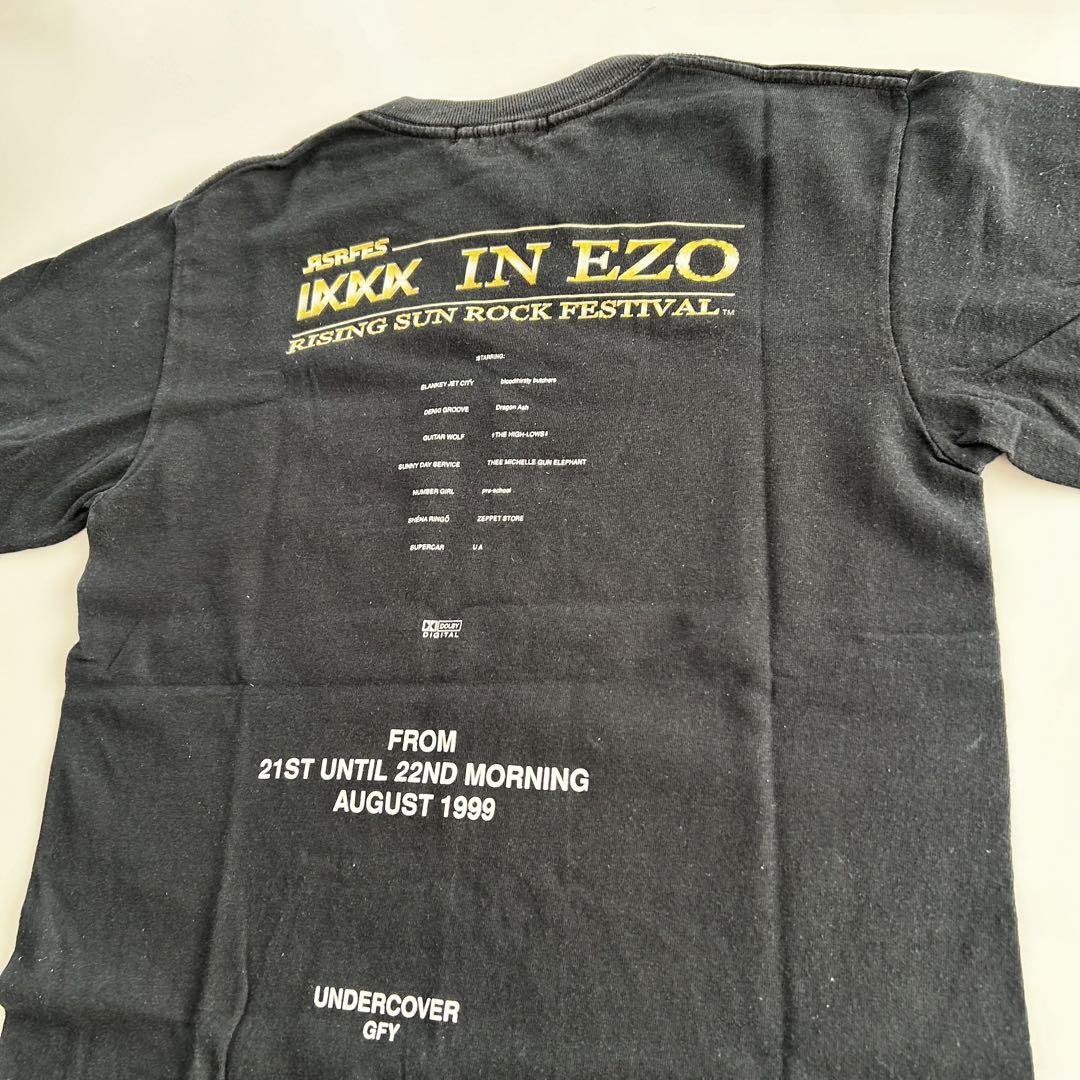 RSRFES
IXXX IN EZO
RISING SUN ROCK FESTIVAL™
STARRING:
BLANKEY JET CITY bloodthirsty butchers
DENKI GROOVE Dragon Ash
GUITAR WOLF ↑THE HIGH-LOWS↓
SUNNY DAY SERVICE THEE MICHELLE GUN ELEPHANT
NUMBER GIRL pre-school
SHÉNA RINGÖ ZEPPET STORE
SUPERCAR UA
DOLBY
DIGITAL
FROM
21ST UNTIL 22ND MORNING
AUGUST 1999
UNDERCOVER
GFY